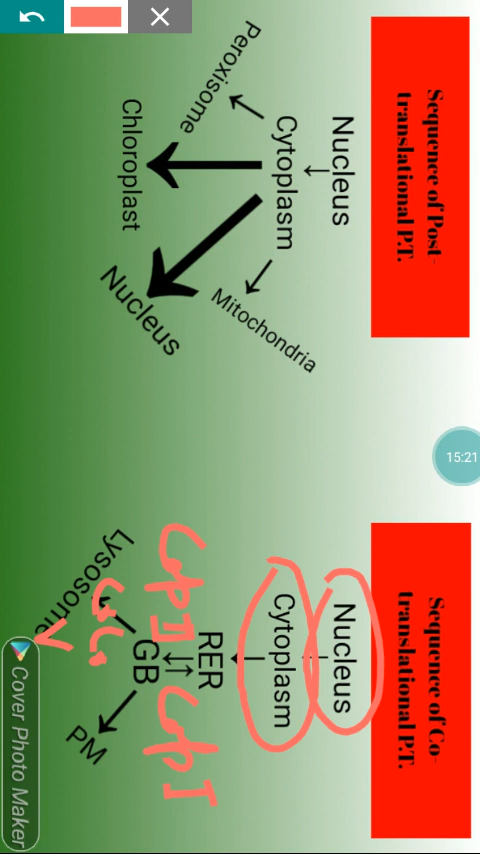 Sequence of Post-
translational P.T.
Nucleus
Cytoplasm
Peroxisome
Mitochondria
Chloroplast
Nucleus
Sequence of Co-
translational P.T.
Nucleus
Cytoplasm
RER
Cop II
Cop I
GB
Lysosome
PM
15:21
Cover Photo Maker